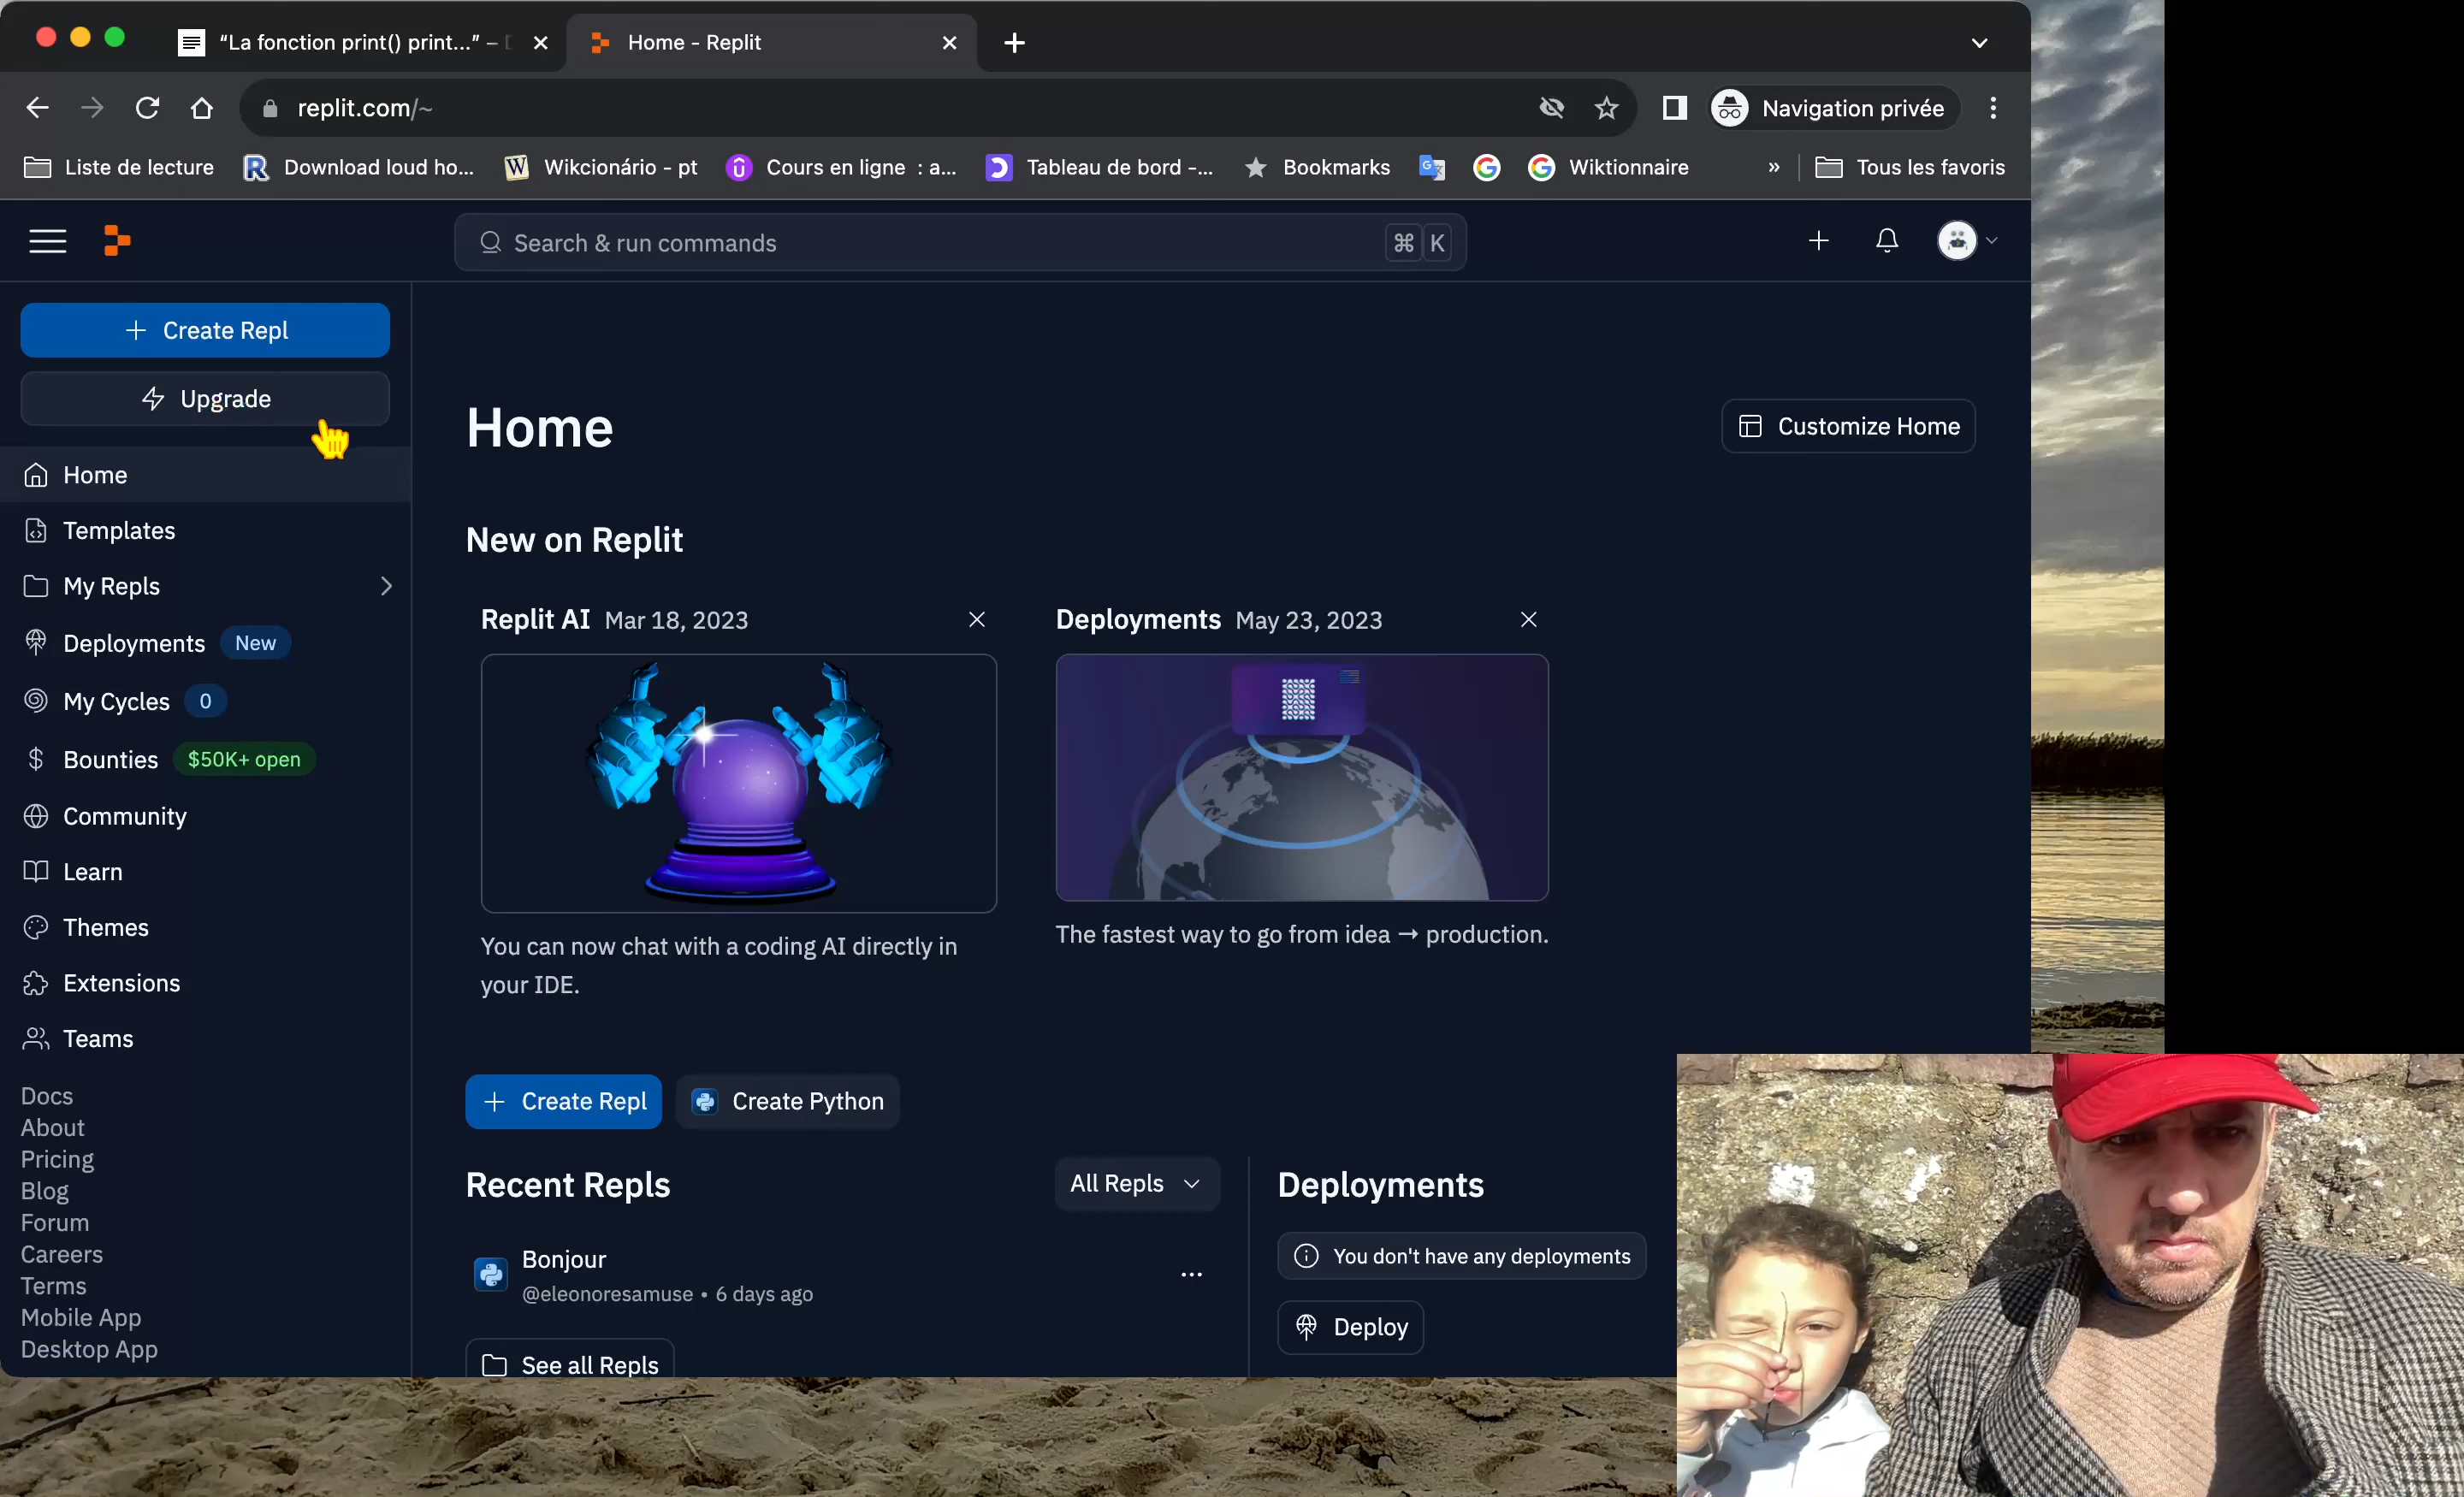 “La fonction print() print...” –
Home - Replit
replit.com/~
Navigation privée
Liste de lecture
Download loud ho...
Wikcionário - pt
Cours en ligne : a...
Tableau de bord -...
Bookmarks
Wiktionnaire
»
Tous les favoris
Search & run commands
⌘ K
+ Create Repl
Upgrade
Home
Templates
My Repls
Deployments New
My Cycles 0
Bounties $50K+ open
Community
Learn
Themes
Extensions
Teams
Docs
About
Pricing
Blog
Forum
Careers
Terms
Mobile App
Desktop App
Home
Customize Home
New on Replit
Replit AI Mar 18, 2023
You can now chat with a coding AI directly in
your IDE.
Deployments May 23, 2023
The fastest way to go from idea → production.
+ Create Repl
Create Python
Recent Repls
All Repls
Bonjour
@eleonoresamuse • 6 days ago
See all Repls
Deployments
You don't have any deployments
Deploy